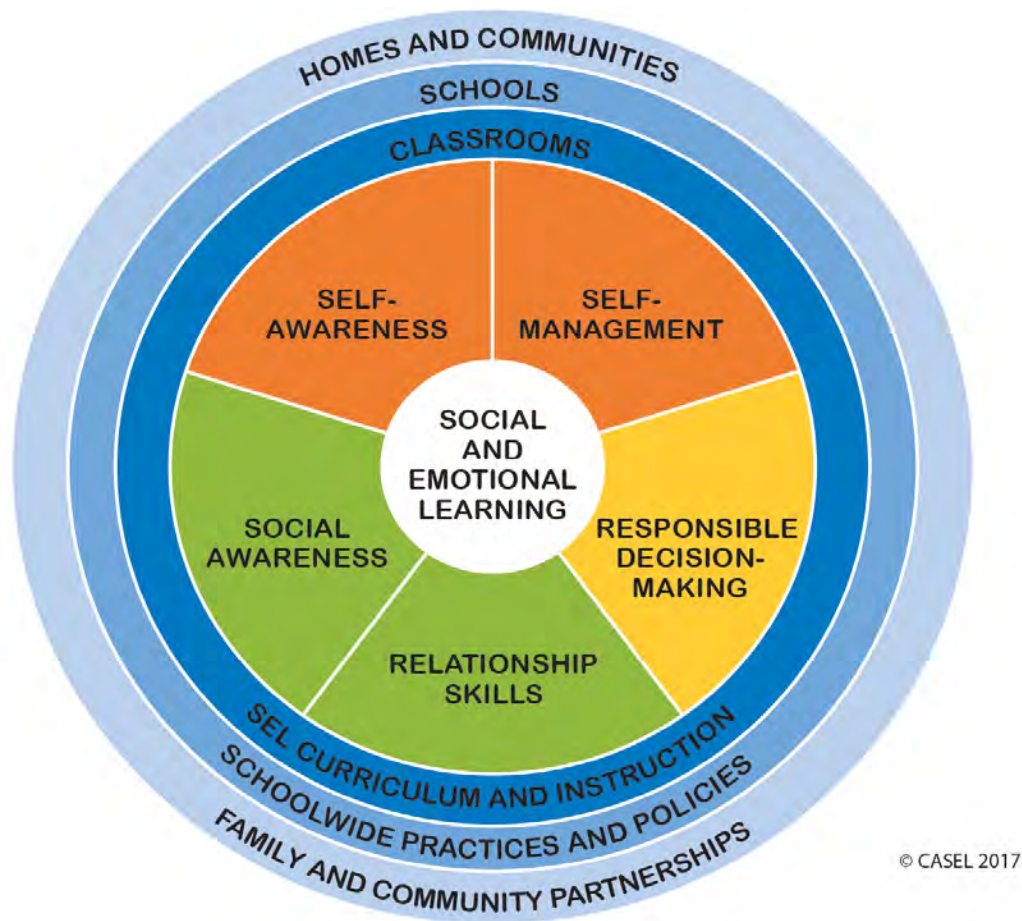 HOMES AND COMMUNITIES
SCHOOLS
CLASSROOMS
SELF-
AWARENESS
SELF-
MANAGEMENT
SOCIAL
AND
EMOTIONAL
LEARNING
SOCIAL
AWARENESS
RESPONSIBLE
DECISION-
MAKING
RELATIONSHIP
SKILLS
SEL CURRICULUM AND INSTRUCTION
SCHOOLWIDE PRACTICES AND POLICIES
FAMILY AND COMMUNITY PARTNERSHIPS
© CASEL 2017